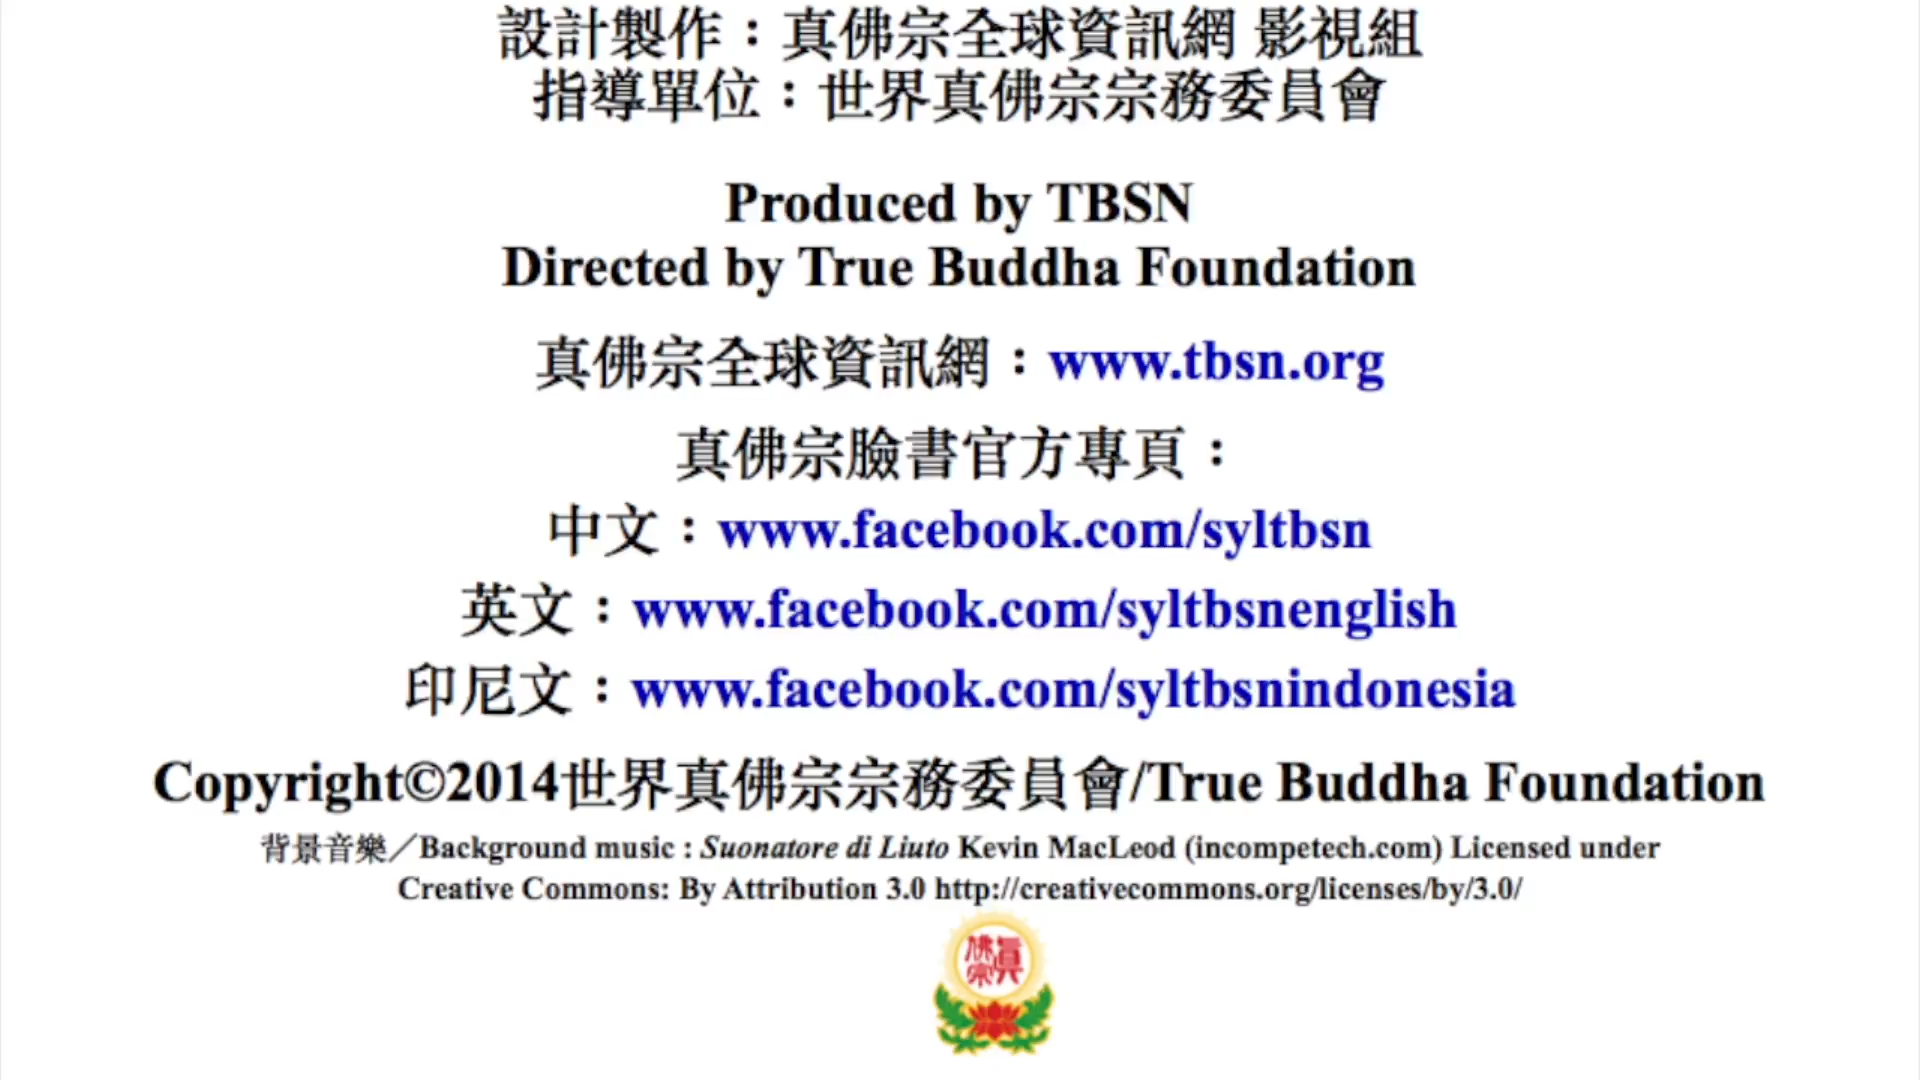 設計製作：真佛宗全球資訊網 影視組
指導單位：世界真佛宗宗務委員會
Produced by TBSN
Directed by True Buddha Foundation
真佛宗全球資訊網：www.tbsn.org
真佛宗臉書官方專頁：
中文：www.facebook.com/syltbsn
英文：www.facebook.com/syltbsnenglish
印尼文：www.facebook.com/syltbsnindonesia
Copyright©2014世界真佛宗宗務委員會/True Buddha Foundation
背景音樂／Background music : Suonatore di Liuto Kevin MacLeod (incompetech.com) Licensed under
Creative Commons: By Attribution 3.0 http://creativecommons.org/licenses/by/3.0/
真佛宗